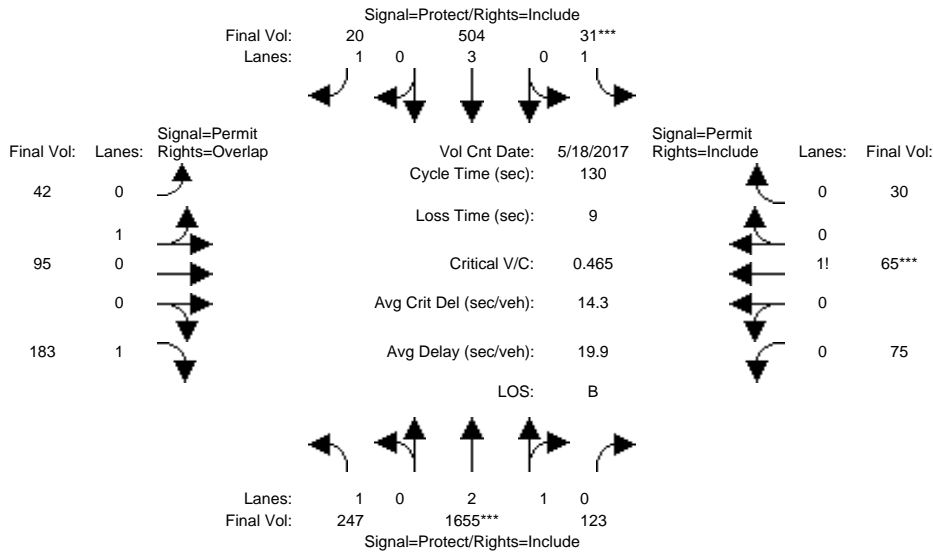 Signal=Protect/Rights=Include
Final Vol: 20 504 31***
Lanes: 1 0 3 0 1
Signal=Permit Signal=Permit
Final Vol: Lanes: Rights=Overlap Vol Cnt Date: 5/18/2017 Rights=Include Lanes: Final Vol:
Cycle Time (sec): 130
42 0 0 30
Loss Time (sec): 9
1 0
95 0 Critical V/C: 0.465 1! 65***
0 Avg Crit Del (sec/veh): 14.3 0
183 1 Avg Delay (sec/veh): 19.9 0 75
LOS: B
Lanes: 1 0 2 1 0
Final Vol: 247 1655*** 123
Signal=Protect/Rights=Include